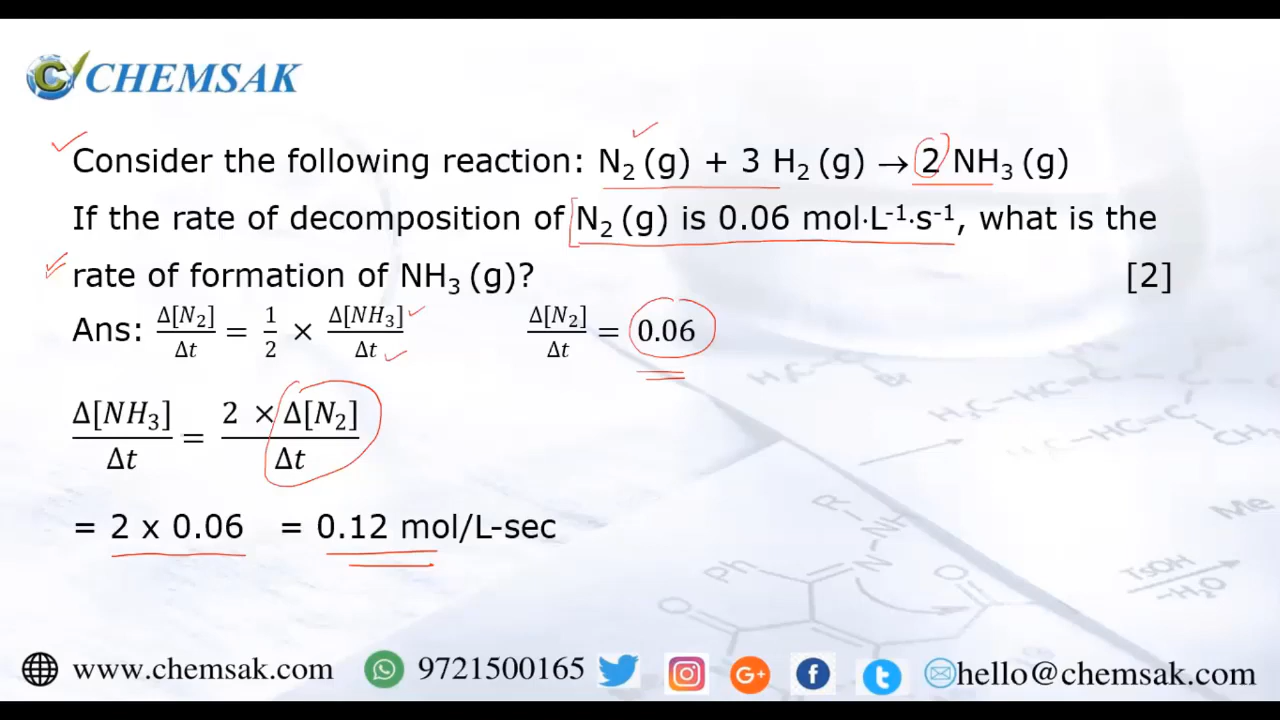 CHEMSAK
Consider the following reaction: N₂ (g) + 3 H₂ (g) → 2 NH₃ (g)
If the rate of decomposition of N₂ (g) is 0.06 mol·L⁻¹·s⁻¹, what is the
rate of formation of NH₃ (g)? [2]
Ans: Δ[N₂]/Δt = 1/2 × Δ[NH₃]/Δt Δ[N₂]/Δt = 0.06
Δ[NH₃]/Δt = 2 × Δ[N₂]/Δt
= 2 x 0.06 = 0.12 mol/L-sec
www.chemsak.com 9721500165 hello@chemsak.com